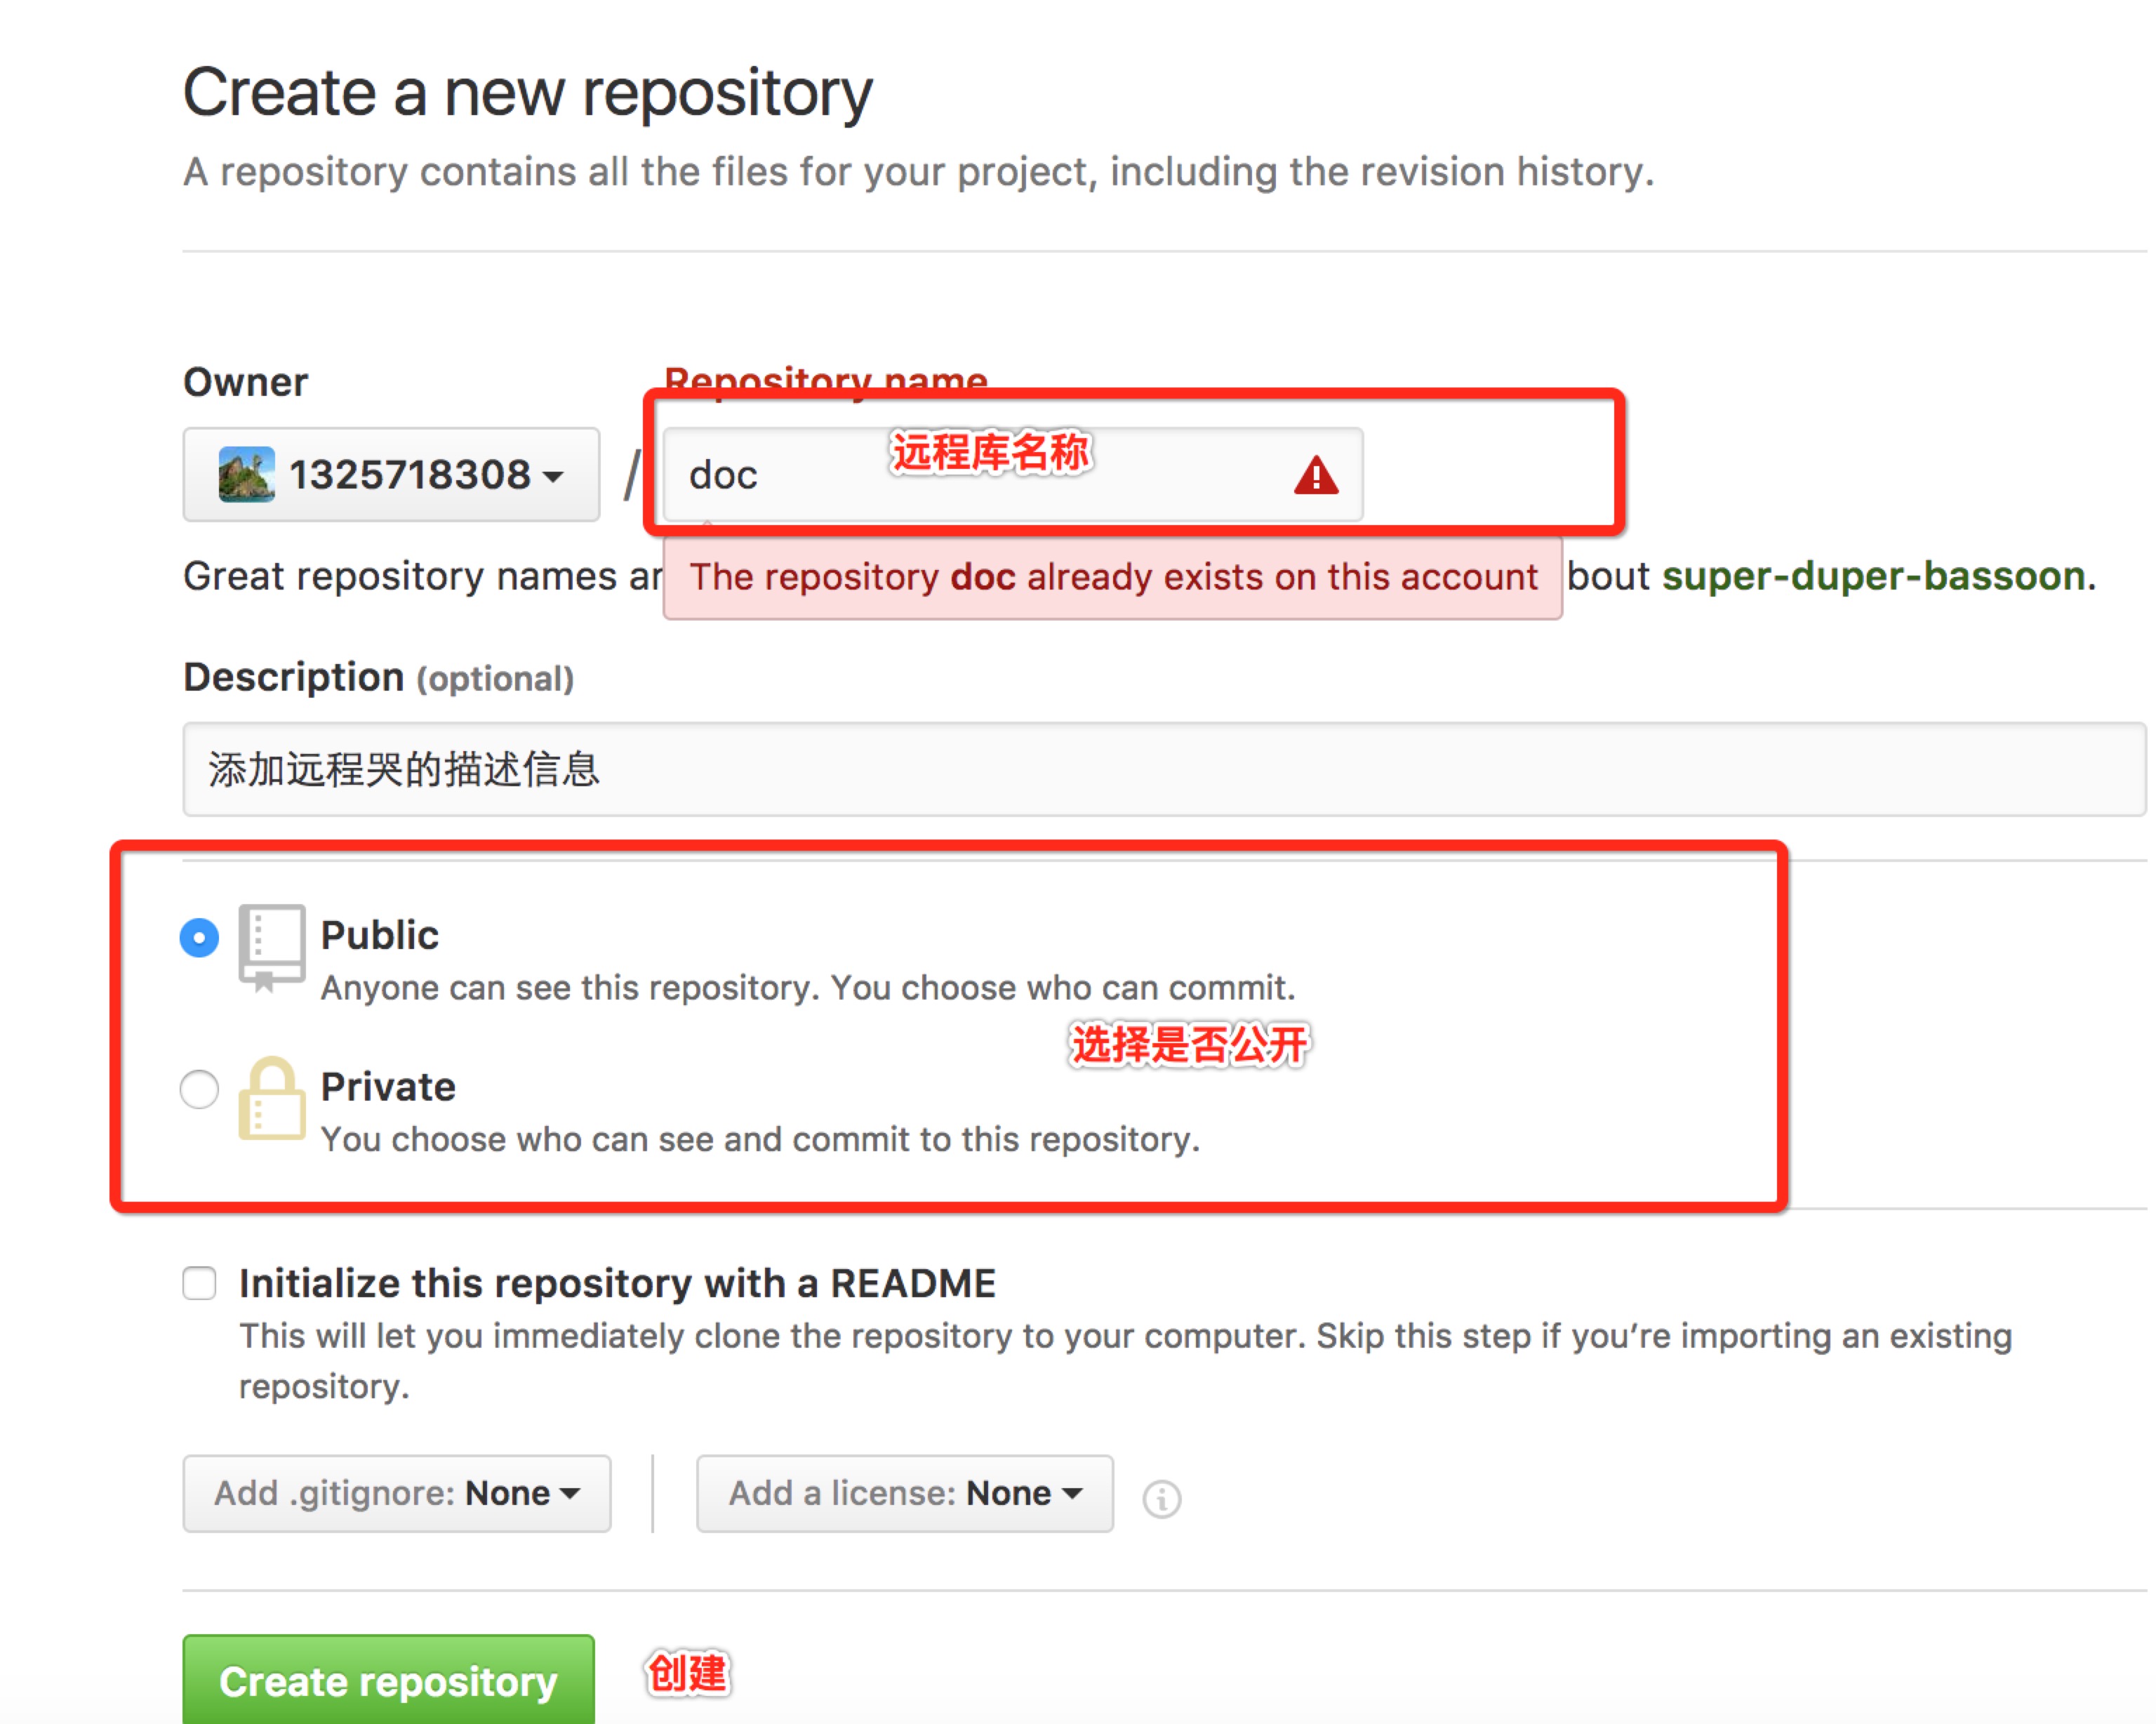 Create a new repository
A repository contains all the files for your project, including the revision history.
Owner
Repository name
1325718308
/
doc
远程库名称
Great repository names ar
The repository doc already exists on this account
bout super-duper-bassoon.
Description (optional)
添加远程哭的描述信息
Public
Anyone can see this repository. You choose who can commit.
选择是否公开
Private
You choose who can see and commit to this repository.
Initialize this repository with a README
This will let you immediately clone the repository to your computer. Skip this step if you’re importing an existing
repository.
Add .gitignore: None
Add a license: None
Create repository
创建